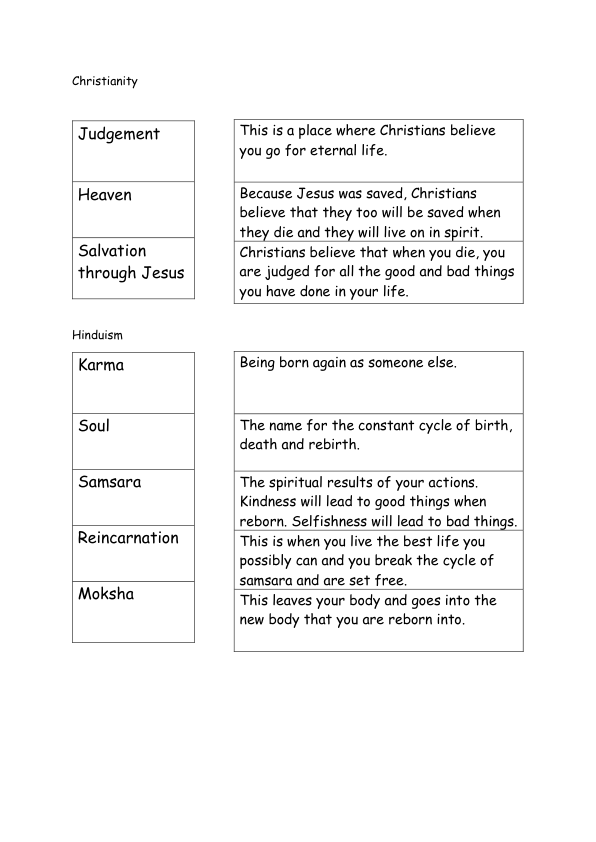 Christianity
Judgement
This is a place where Christians believe
you go for eternal life.
Heaven
Because Jesus was saved, Christians
believe that they too will be saved when
they die and they will live on in spirit.
Salvation
through Jesus
Christians believe that when you die, you
are judged for all the good and bad things
you have done in your life.
Hinduism
Karma
Being born again as someone else.
Soul
The name for the constant cycle of birth,
death and rebirth.
Samsara
The spiritual results of your actions.
Kindness will lead to good things when
reborn. Selfishness will lead to bad things.
Reincarnation
This is when you live the best life you
possibly can and you break the cycle of
samsara and are set free.
Moksha
This leaves your body and goes into the
new body that you are reborn into.